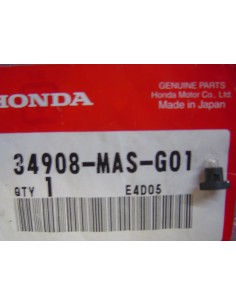 GENUINE PARTS
Honda Motor Co., Ltd.
Made in Japan
HONDA
34908-MAS-G01
QTY 1 E4D05